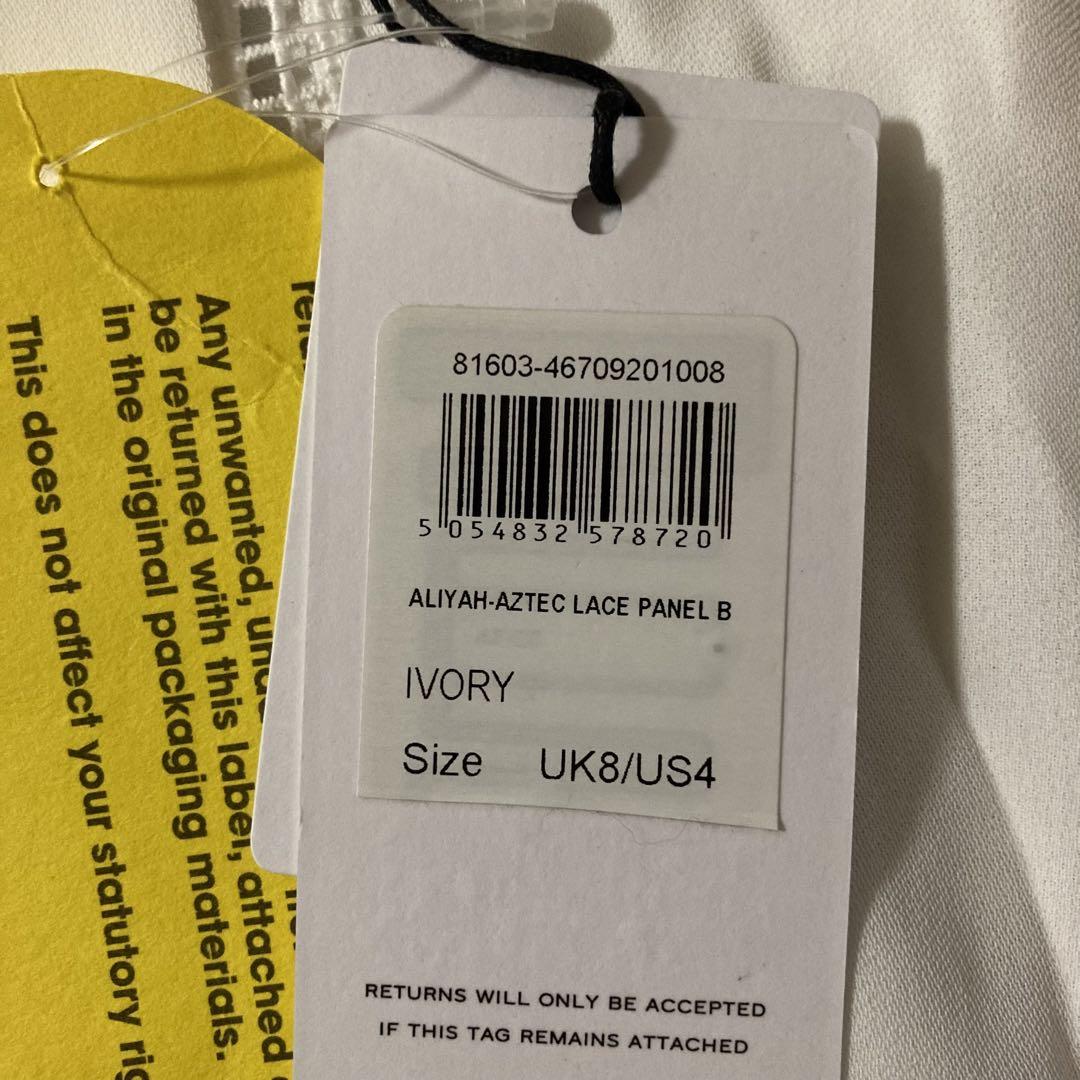 Any unwanted,
be returned with this label, attached
in the original packaging materials.
This does not affect your statutory
81603-46709201008
5 054832 578720
ALIYAH-AZTEC LACE PANEL B
IVORY
Size UK8/US4
RETURNS WILL ONLY BE ACCEPTED
IF THIS TAG REMAINS ATTACHED